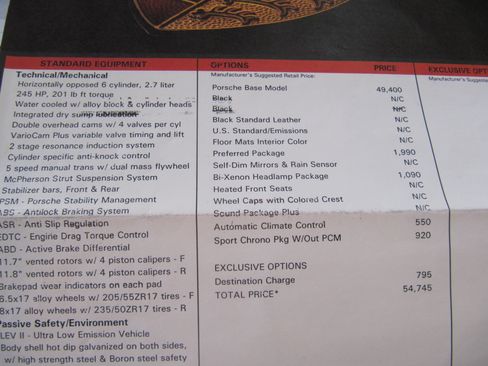 STANDARD EQUIPMENT
Technical/Mechanical
Horizontally opposed 6 cylinder, 2.7 liter
245 HP, 201 lb ft torque
Water cooled w/ alloy block & cylinder heads
Integrated dry sump lubrication
Double overhead cams w/ 4 valves per cyl
VarioCam Plus variable valve timing and lift
2 stage resonance induction system
Cylinder specific anti-knock control
5 speed manual trans w/ dual mass flywheel
McPherson Strut Suspension System
Stabilizer bars, Front & Rear
PSM - Porsche Stability Management
ABS - Antilock Braking System
ASR - Anti Slip Regulation
EDTC - Engine Drag Torque Control
ABD - Active Brake Differential
11.7" vented rotors w/ 4 piston calipers - F
11.8" vented rotors w/ 4 piston calipers - R
Brakepad wear indicators on each pad
6.5x17 alloy wheels w/ 205/55ZR17 tires - F
8x17 alloy wheels w/ 235/50ZR17 tires - R
Passive Safety/Environment
LEV II - Ultra Low Emission Vehicle
Body shell hot dip galvanized on both sides,
w/ high strength steel & Boron steel safety
OPTIONS PRICE
Manufacturer's Suggested Retail Price:
Porsche Base Model 49,400
Black N/C
Black N/C
Black Standard Leather N/C
U.S. Standard/Emissions N/C
Floor Mats Interior Color N/C
Preferred Package 1,990
Self-Dim Mirrors & Rain Sensor N/C
Bi-Xenon Headlamp Package 1,090
Heated Front Seats N/C
Wheel Caps with Colored Crest N/C
Sound Package Plus N/C
Automatic Climate Control 550
Sport Chrono Pkg W/Out PCM 920
EXCLUSIVE OPTIONS
Destination Charge 795
TOTAL PRICE* 54,745
EXCLUSIVE OPTI
Manufacturer's Sugg